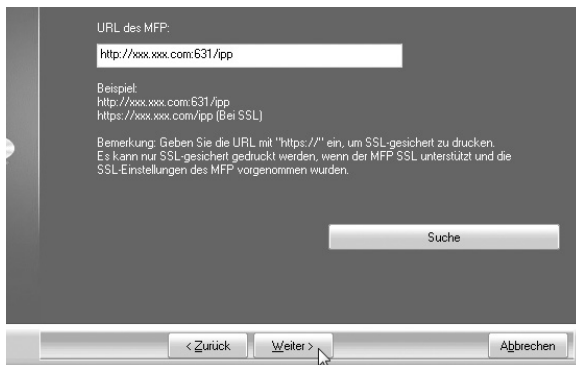 URL des MFP:
http://xxx.xxx.com:631/ipp
Beispiel:
http://xxx.xxx.com:631/ipp
https://xxx.xxx.com/ipp (Bei SSL)
Bemerkung: Geben Sie die URL mit "https://" ein, um SSL-gesichert zu drucken.
Es kann nur SSL-gesichert gedruckt werden, wenn der MFP SSL unterstützt und die
SSL-Einstellungen des MFP vorgenommen wurden.
Suche
< Zurück Weiter > Abbrechen